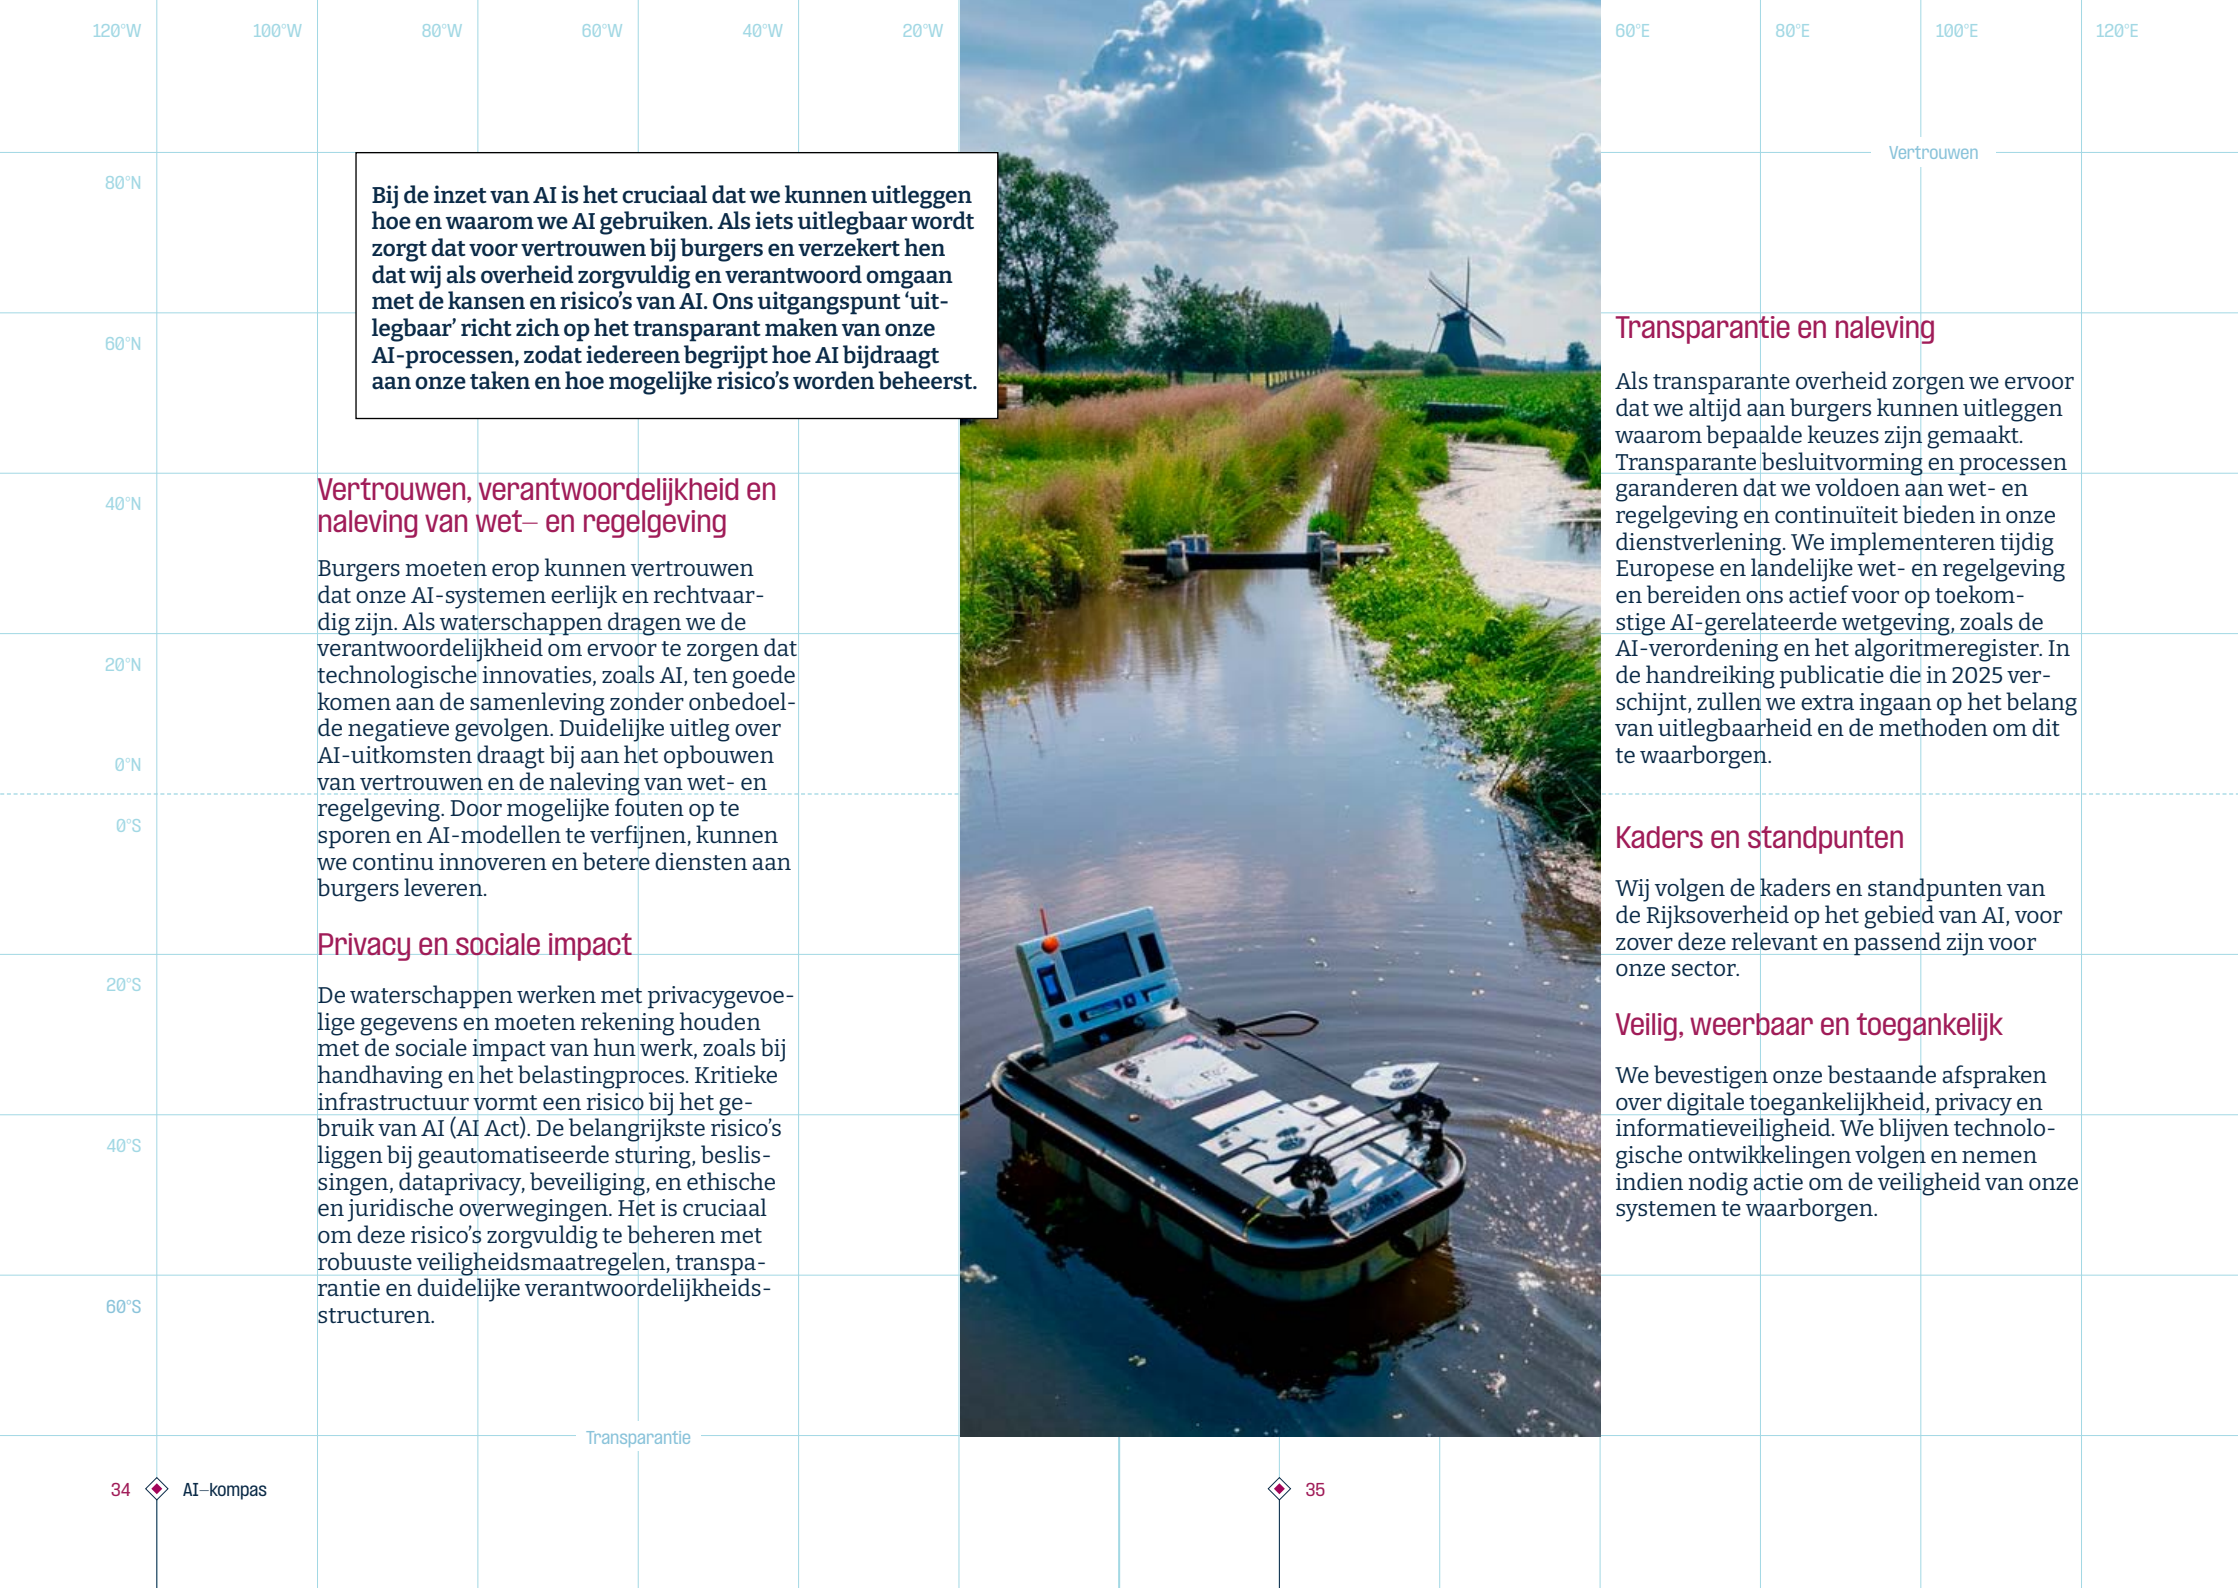 120°W
100°W
80°W
60°W
40°W
20°W
60°E
80°E
100°E
120°E
80°N
60°N
40°N
20°N
0°N
0°S
20°S
40°S
60°S
Bij de inzet van AI is het cruciaal dat we kunnen uitleggen
hoe en waarom we AI gebruiken. Als iets uitlegbaar wordt
zorgt dat voor vertrouwen bij burgers en verzekert hen
dat wij als overheid zorgvuldig en verantwoord omgaan
met de kansen en risico’s van AI. Ons uitgangspunt ‘uit-
legbaar’ richt zich op het transparant maken van onze
AI-processen, zodat iedereen begrijpt hoe AI bijdraagt
aan onze taken en hoe mogelijke risico’s worden beheerst.
Vertrouwen, verantwoordelijkheid en
naleving van wet– en regelgeving
Burgers moeten erop kunnen vertrouwen
dat onze AI-systemen eerlijk en rechtvaar-
dig zijn. Als waterschappen dragen we de
verantwoordelijkheid om ervoor te zorgen dat
technologische innovaties, zoals AI, ten goede
komen aan de samenleving zonder onbedoel-
de negatieve gevolgen. Duidelijke uitleg over
AI-uitkomsten draagt bij aan het opbouwen
van vertrouwen en de naleving van wet- en
regelgeving. Door mogelijke fouten op te
sporen en AI-modellen te verfijnen, kunnen
we continu innoveren en betere diensten aan
burgers leveren.
Privacy en sociale impact
De waterschappen werken met privacygevoe-
lige gegevens en moeten rekening houden
met de sociale impact van hun werk, zoals bij
handhaving en het belastingproces. Kritieke
infrastructuur vormt een risico bij het ge-
bruik van AI (AI Act). De belangrijkste risico’s
liggen bij geautomatiseerde sturing, beslis-
singen, dataprivacy, beveiliging, en ethische
en juridische overwegingen. Het is cruciaal
om deze risico’s zorgvuldig te beheren met
robuuste veiligheidsmaatregelen, transpa-
rantie en duidelijke verantwoordelijkheids-
structuren.
Transparantie
34
AI–kompas
Vertrouwen
Transparantie en naleving
Als transparante overheid zorgen we ervoor
dat we altijd aan burgers kunnen uitleggen
waarom bepaalde keuzes zijn gemaakt.
Transparante besluitvorming en processen
garanderen dat we voldoen aan wet- en
regelgeving en continuïteit bieden in onze
dienstverlening. We implementeren tijdig
Europese en landelijke wet- en regelgeving
en bereiden ons actief voor op toekom-
stige AI-gerelateerde wetgeving, zoals de
AI-verordening en het algoritmeregister. In
de handreiking publicatie die in 2025 ver-
schijnt, zullen we extra ingaan op het belang
van uitlegbaarheid en de methoden om dit
te waarborgen.
Kaders en standpunten
Wij volgen de kaders en standpunten van
de Rijksoverheid op het gebied van AI, voor
zover deze relevant en passend zijn voor
onze sector.
Veilig, weerbaar en toegankelijk
We bevestigen onze bestaande afspraken
over digitale toegankelijkheid, privacy en
informatieveiligheid. We blijven technolo-
gische ontwikkelingen volgen en nemen
indien nodig actie om de veiligheid van onze
systemen te waarborgen.
35